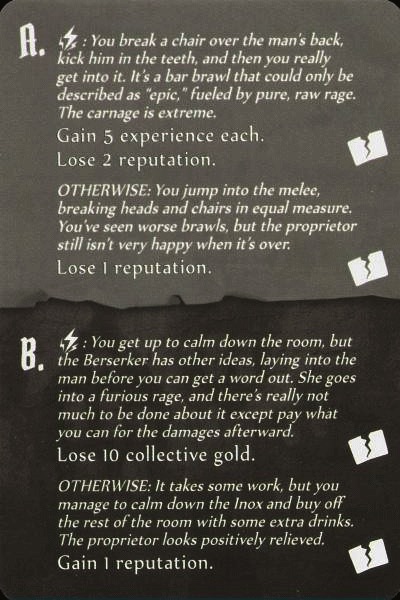 A.
: You break a chair over the man's back,
kick him in the teeth, and then you really
get into it. It's a bar brawl that could only be
described as "epic," fueled by pure, raw rage.
The carnage is extreme.
Gain 5 experience each.
Lose 2 reputation.
OTHERWISE: You jump into the melee,
breaking heads and chairs in equal measure.
You've seen worse brawls, but the proprietor
still isn't very happy when it's over.
Lose 1 reputation.
B.
: You get up to calm down the room, but
the Berserker has other ideas, laying into the
man before you can get a word out. She goes
into a furious rage, and there's really not
much to be done about it except pay what
you can for the damages afterward.
Lose 10 collective gold.
OTHERWISE: It takes some work, but you
manage to calm down the Inox and buy off
the rest of the room with some extra drinks.
The proprietor looks positively relieved.
Gain 1 reputation.